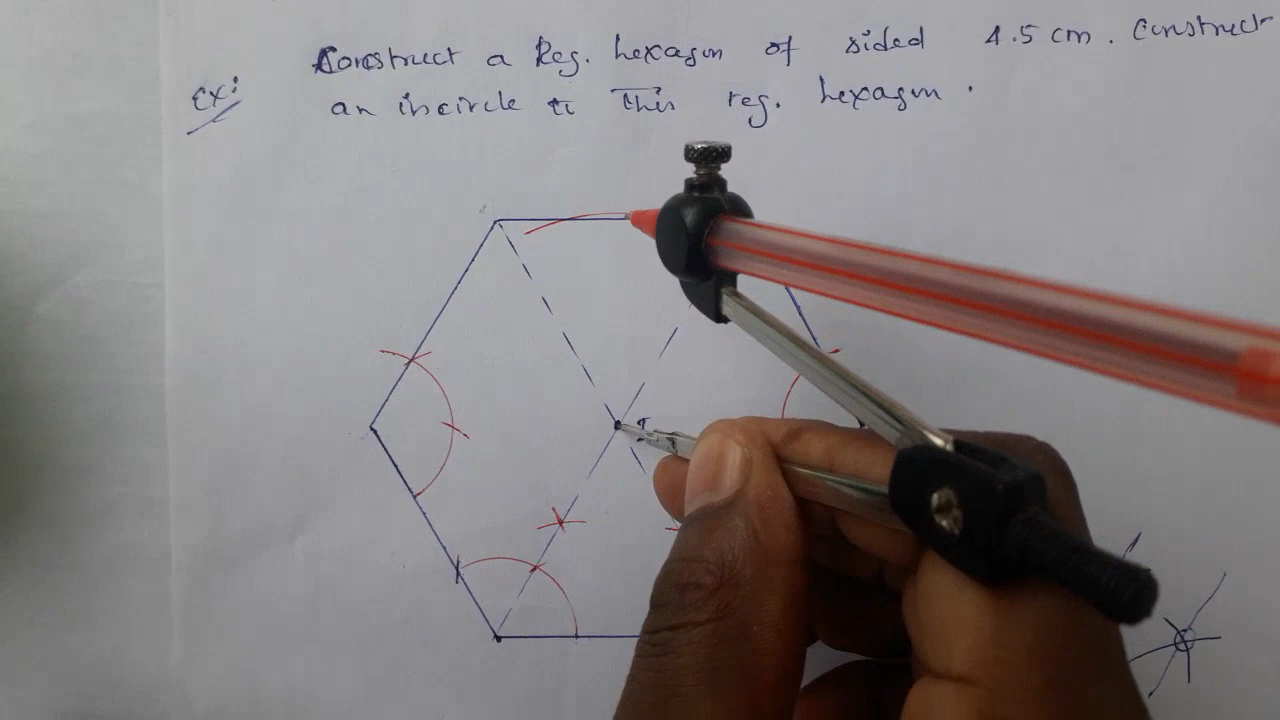 Ex:
Construct a Reg. hexagon of sided 4.5 cm. Construct
an incircle to This reg. hexagon.
I